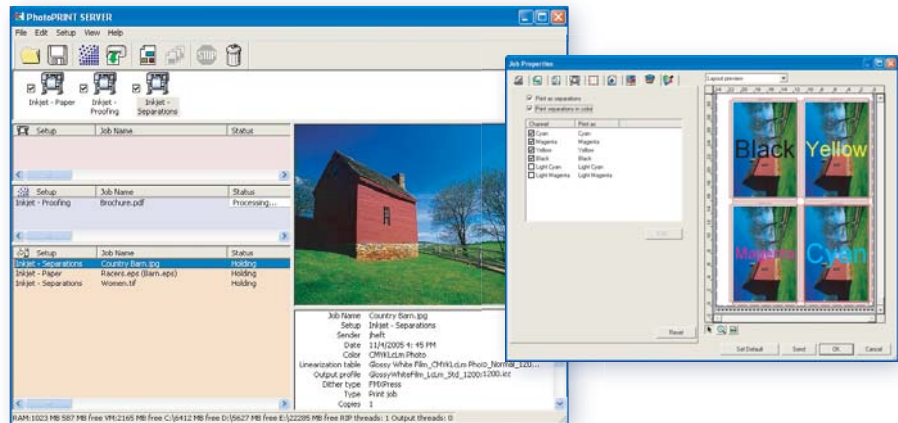 PhotoPRINT SERVER
File Edit Setup View Help
STOP
Inkjet - Paper
Inkjet - Proofing
Inkjet - Separations
Setup Job Name Status
Setup Job Name Status
Inkjet - Proofing Brochure.pdf Processing...
Setup Job Name Status
Inkjet - Separations Country Barn.jpg Holding
Inkjet - Paper Racers.eps (Barn.eps) Holding
Inkjet - Separations Women.tif Holding
Job Name Country Barn.jpg
Setup Inkjet - Separations
Sender jheft
Date 11/4/2005 4: 45 PM
Color CMYKLcLm Photo
Linearization table Glossy White Film_CMYKLcLm Photo_Normal_120...
Output profile GlossyWhiteFilm_LcLm_Std_1200x1200.icc
Dither type FMXPress
Type Print job
Copies 1
RAM:1023 MB 587 MB free VM:2165 MB free C:\6412 MB free D:\5627 MB free E:\22285 MB free RIP threads: 1 Output threads: 0
Job Properties
Layout preview
Print as separations
Print separations in color
Channel Print as
Cyan Cyan
Magenta Magenta
Yellow Yellow
Black Black
Light Cyan Light Cyan
Light Magenta Light Magenta
Edit
Black
Yellow
Magenta
Cyan
Reset
Set Default Send OK Cancel